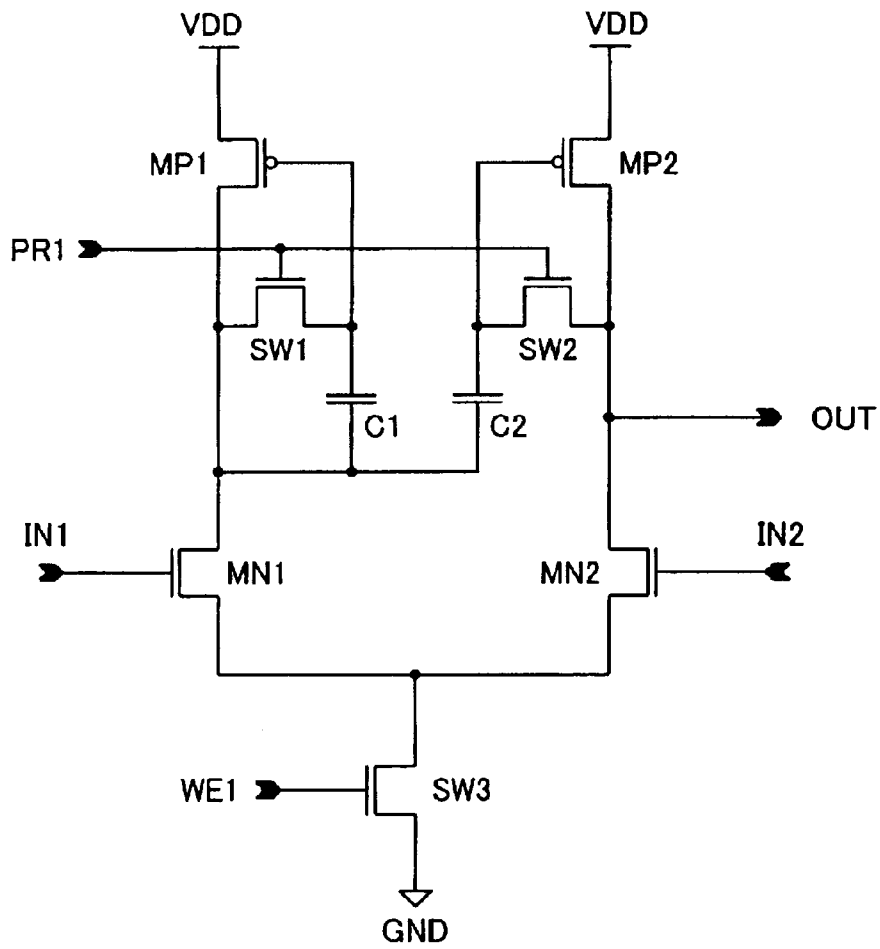 VDD VDD
MP1 MP2
PR1
SW1 SW2
C1 C2 OUT
IN1 IN2
MN1 MN2
WE1 SW3
GND